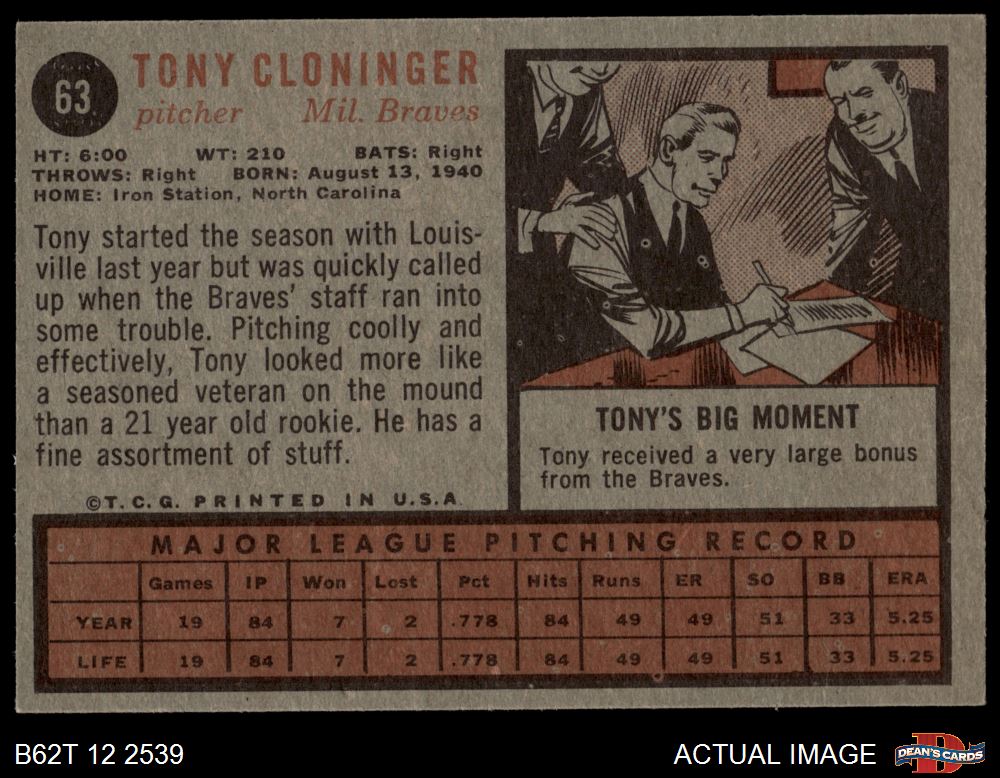 63
TONY CLONINGER
pitcher Mil. Braves
HT: 6:00 WT: 210 BATS: Right
THROWS: Right BORN: August 13, 1940
HOME: Iron Station, North Carolina
Tony started the season with Louis-
ville last year but was quickly called
up when the Braves' staff ran into
some trouble. Pitching coolly and
effectively, Tony looked more like
a seasoned veteran on the mound
than a 21 year old rookie. He has a
fine assortment of stuff.
©T.C.G. PRINTED IN U.S.A.
TONY'S BIG MOMENT
Tony received a very large bonus
from the Braves.
MAJOR LEAGUE PITCHING RECORD
Games IP Won Lost Pct Hits Runs ER SO BB ERA
YEAR 19 84 7 2 .778 84 49 49 51 33 5.25
LIFE 19 84 7 2 .778 84 49 49 51 33 5.25
B62T 12 2539
ACTUAL IMAGE
D
DEAN'S CARDS